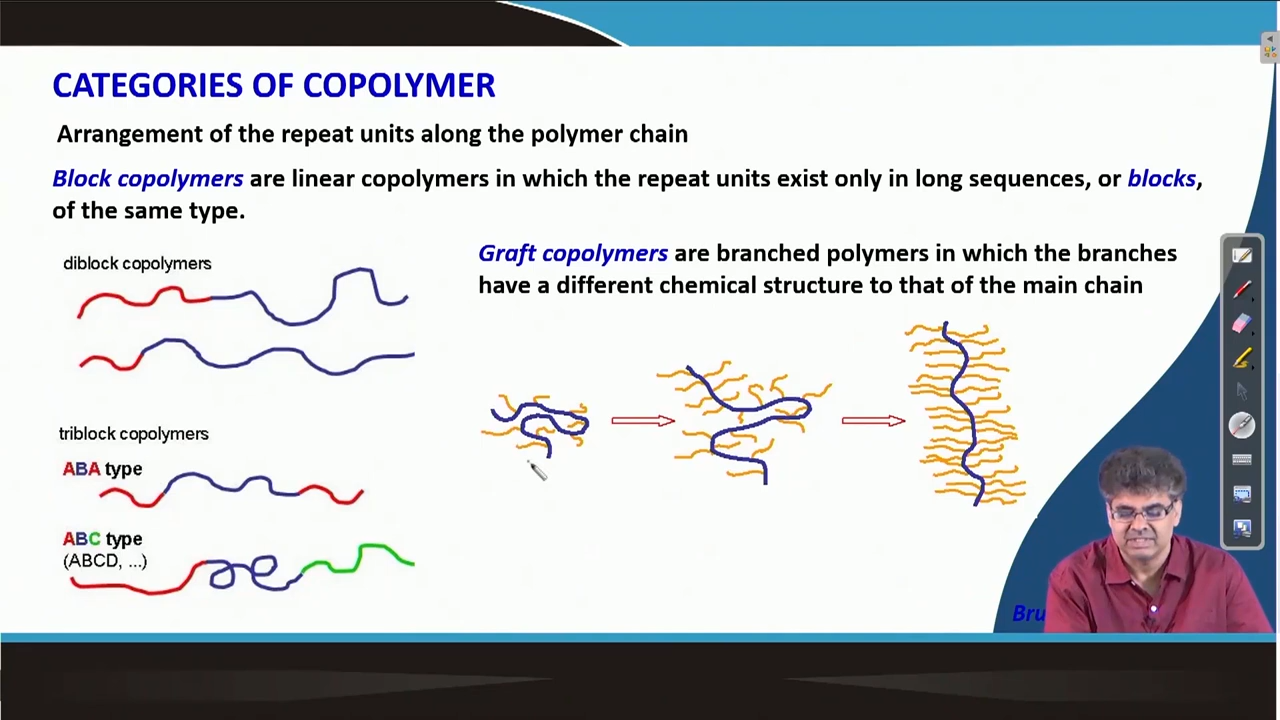 CATEGORIES OF COPOLYMER
Arrangement of the repeat units along the polymer chain
Block copolymers are linear copolymers in which the repeat units exist only in long sequences, or blocks,
of the same type.
Graft copolymers are branched polymers in which the branches
have a different chemical structure to that of the main chain
diblock copolymers
triblock copolymers
ABA type
ABC type
(ABCD, ...)